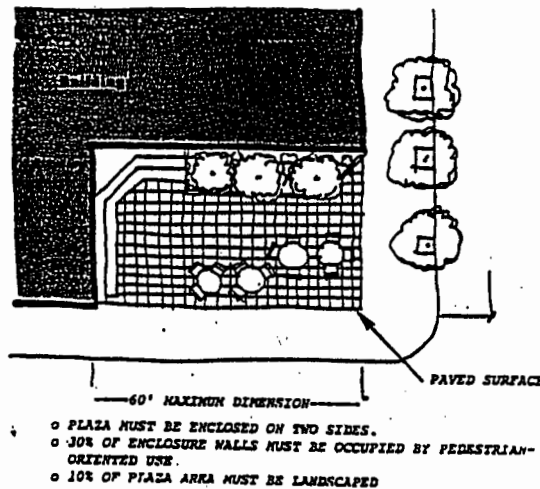 Building
PAVED SURFACE
60' MAXIMUM DIMENSION
o PLAZA MUST BE ENCLOSED ON TWO SIDES.
o 30% OF ENCLOSURE WALLS MUST BE OCCUPIED BY PEDESTRIAN-
ORIENTED USE.
o 10% OF PLAZA AREA MUST BE LANDSCAPED